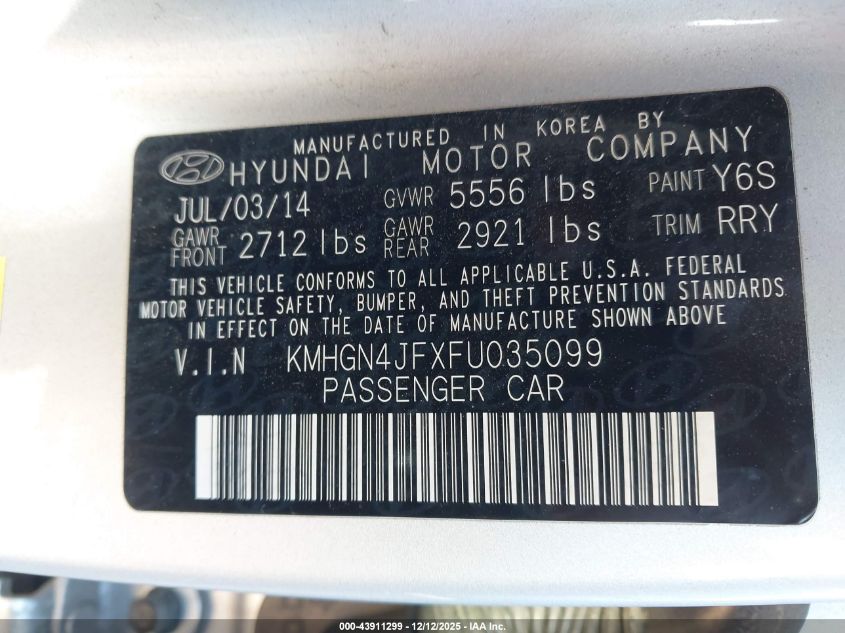 MANUFACTURED IN KOREA BY
HYUNDAI MOTOR COMPANY
JUL/03/14 GVWR 5556 lbs PAINT Y6S
GAWR FRONT 2712 lbs GAWR REAR 2921 lbs TRIM RRY
THIS VEHICLE CONFORMS TO ALL APPLICABLE U.S.A. FEDERAL
MOTOR VEHICLE SAFETY, BUMPER, AND THEFT PREVENTION STANDARDS
IN EFFECT ON THE DATE OF MANUFACTURE SHOWN ABOVE
V.I.N KMHGN4JFXFU035099
PASSENGER CAR
000-43911299 - 12/12/2025 - IAA Inc.